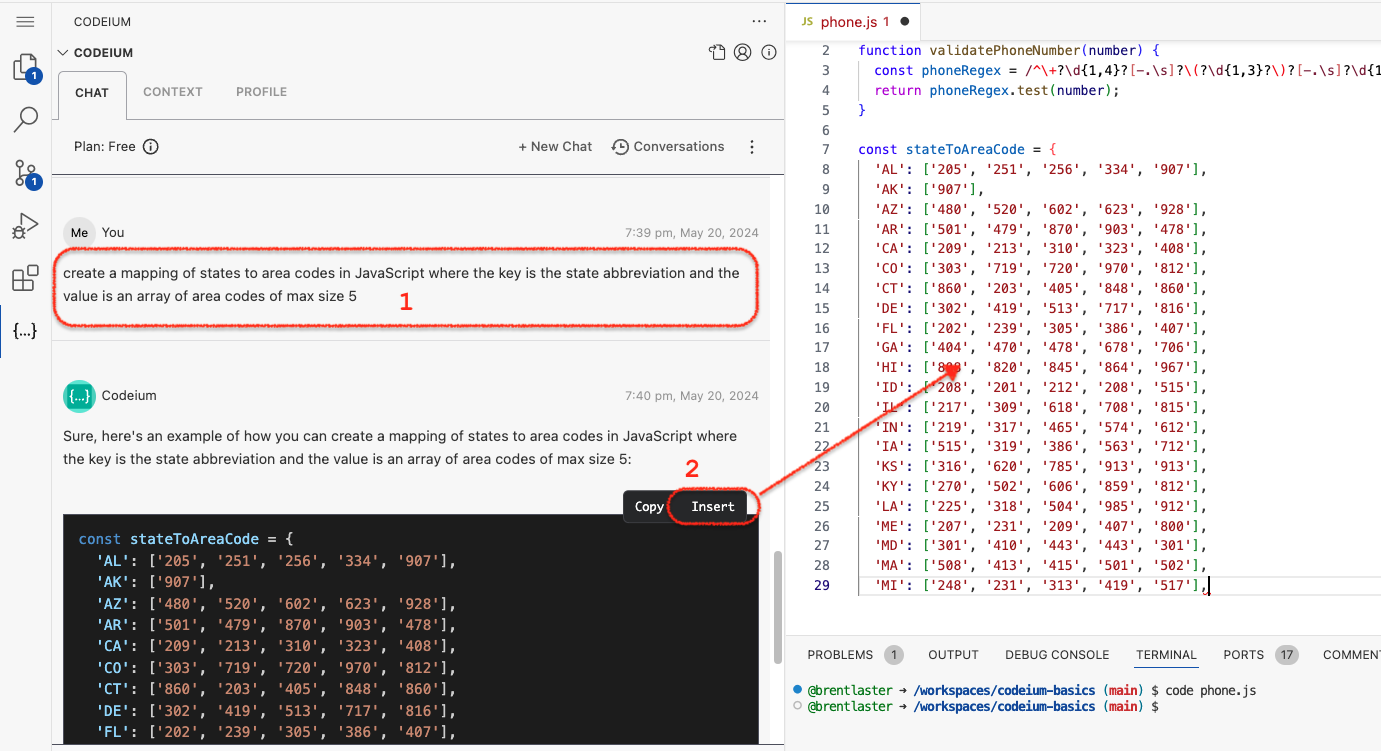 CODEIUM
...
CODEIUM
CHAT
CONTEXT
PROFILE
Plan: Free
+ New Chat
Conversations
1
1
{...}
Me You
7:39 pm, May 20, 2024
create a mapping of states to area codes in JavaScript where the key is the state abbreviation and the
value is an array of area codes of max size 5
1
{...} Codeium
7:40 pm, May 20, 2024
Sure, here's an example of how you can create a mapping of states to area codes in JavaScript where
the key is the state abbreviation and the value is an array of area codes of max size 5:
2
Copy Insert
const stateToAreaCode = {
'AL': ['205', '251', '256', '334', '907'],
'AK': ['907'],
'AZ': ['480', '520', '602', '623', '928'],
'AR': ['501', '479', '870', '903', '478'],
'CA': ['209', '213', '310', '323', '408'],
'CO': ['303', '719', '720', '970', '812'],
'CT': ['860', '203', '405', '848', '860'],
'DE': ['302', '419', '513', '717', '816'],
'FL': ['202', '239', '305', '386', '407'],
JS phone.js 1
2 function validatePhoneNumber(number) {
3 const phoneRegex = /^\+?\d{1,4}?[-.\s]?\(?\d{1,3}?\)?[-.\s]?\d{1
4 return phoneRegex.test(number);
5 }
6
7 const stateToAreaCode = {
8 'AL': ['205', '251', '256', '334', '907'],
9 'AK': ['907'],
10 'AZ': ['480', '520', '602', '623', '928'],
11 'AR': ['501', '479', '870', '903', '478'],
12 'CA': ['209', '213', '310', '323', '408'],
13 'CO': ['303', '719', '720', '970', '812'],
14 'CT': ['860', '203', '405', '848', '860'],
15 'DE': ['302', '419', '513', '717', '816'],
16 'FL': ['202', '239', '305', '386', '407'],
17 'GA': ['404', '470', '478', '678', '706'],
18 'HI': [ '820', '845', '864', '967'],
19 'ID': ['208', '201', '212', '208', '515'],
20 'IL': ['217', '309', '618', '708', '815'],
21 'IN': ['219', '317', '465', '574', '612'],
22 'IA': ['515', '319', '386', '563', '712'],
23 'KS': ['316', '620', '785', '913', '913'],
24 'KY': ['270', '502', '606', '859', '812'],
25 'LA': ['225', '318', '504', '985', '912'],
26 'ME': ['207', '231', '209', '407', '800'],
27 'MD': ['301', '410', '443', '443', '301'],
28 'MA': ['508', '413', '415', '501', '502'],
29 'MI': ['248', '231', '313', '419', '517'],
PROBLEMS 1 OUTPUT DEBUG CONSOLE TERMINAL PORTS 17 COMMENT
@brentlaster → /workspaces/codeium-basics (main) $ code phone.js
@brentlaster → /workspaces/codeium-basics (main) $